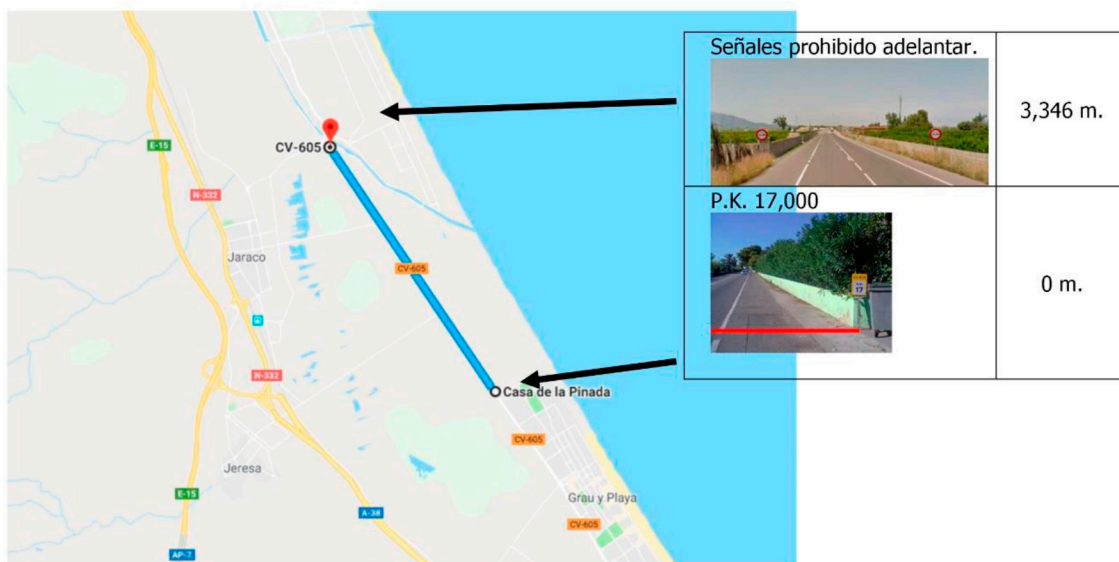 Señales prohibido adelantar.
3,346 m.
P.K. 17,000
17
0 m.
E-15
N-332
CV-605
Jaraco
CV-605
N-332
Casa de la Pinada
CV-605
Jeresa
E-15
Grau y Playa
A-38
CV-605
AP-7